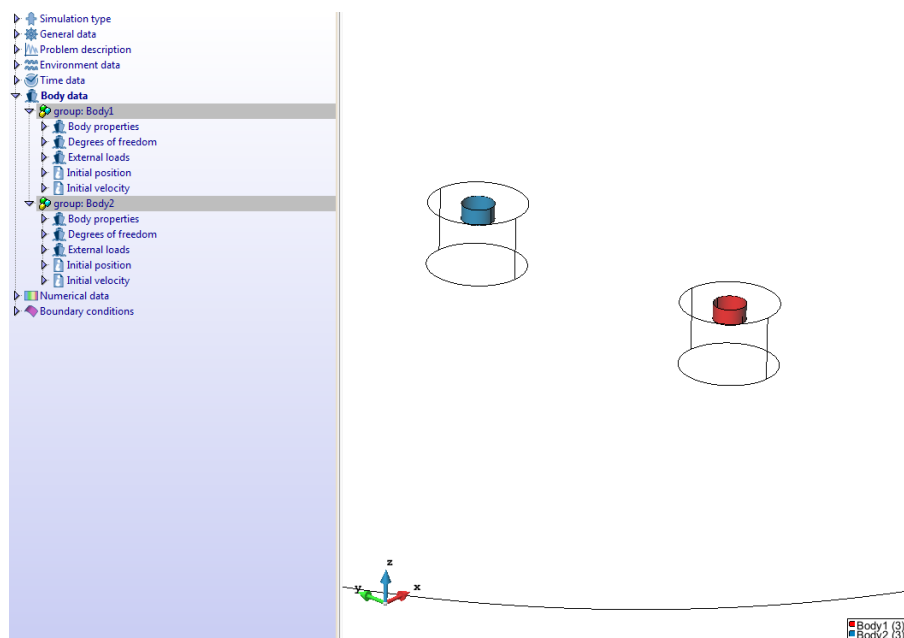 Simulation type
General data
Problem description
Environment data
Time data
Body data
group: Body1
Body properties
Degrees of freedom
External loads
Initial position
Initial velocity
group: Body2
Body properties
Degrees of freedom
External loads
Initial position
Initial velocity
Numerical data
Boundary conditions
z
y
x
Body1 (3)
Body2 (3)